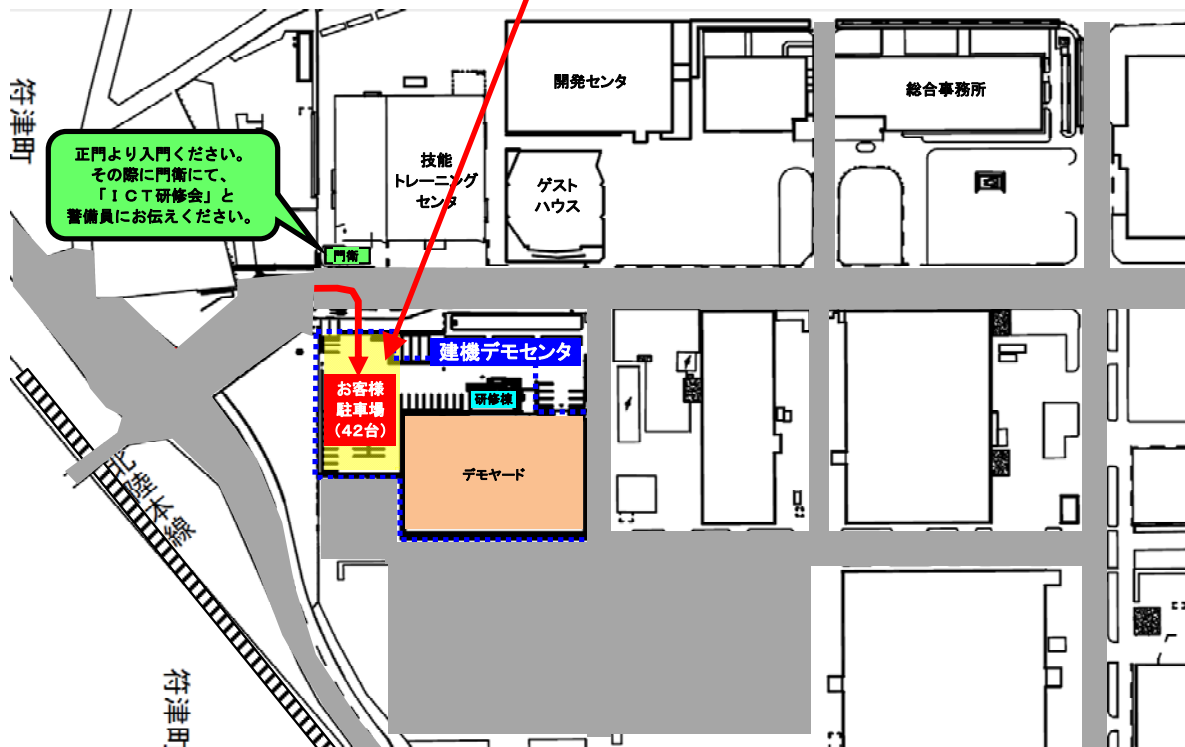 開発センタ
総合事務所
符津町
正門より入門ください。
その際に門衛にて、
「ＩＣＴ研修会」と
警備員にお伝えください。
技能
トレーニング
センタ
ゲスト
ハウス
門衛
建機デモセンタ
お客様
駐車場
（42台）
研修棟
デモヤード
北陸本線
符津町